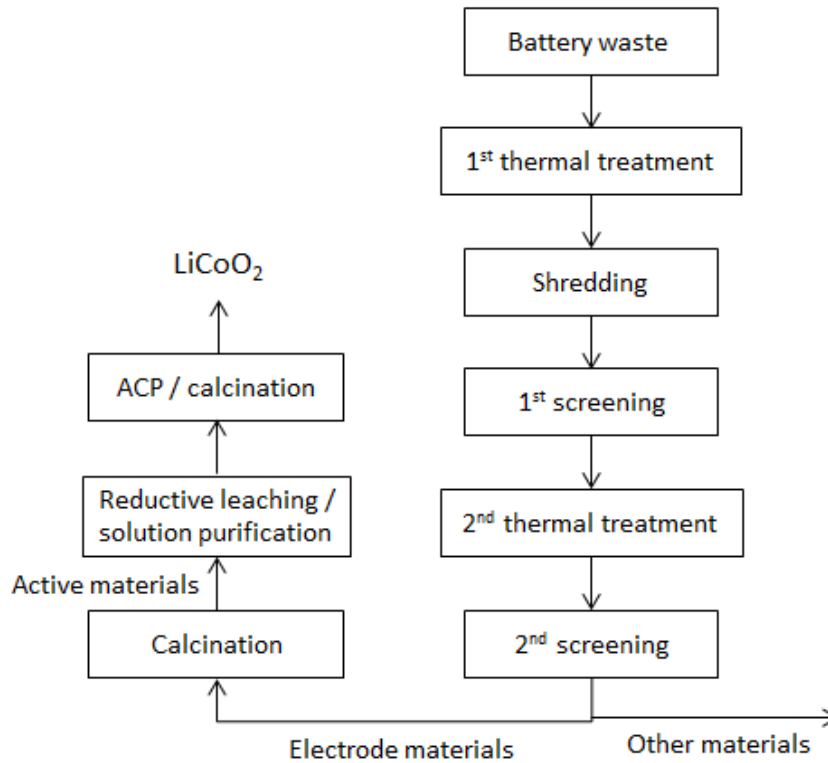 Battery waste
1st thermal treatment
Shredding
1st screening
2nd thermal treatment
2nd screening
Other materials
Electrode materials
Calcination
Active materials
Reductive leaching /
solution purification
ACP / calcination
LiCoO2